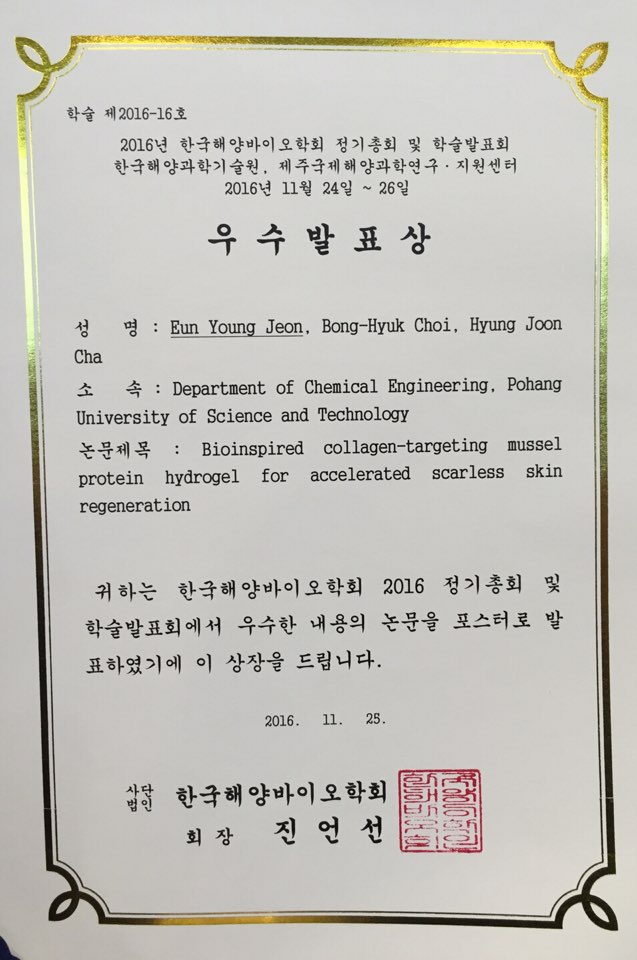 학술 제2016-16호
2016년 한국해양바이오학회 정기총회 및 학술발표회
한국해양과학기술원, 제주국제해양과학연구·지원센터
2016년 11월 24일 ~ 26일
우 수 발 표 상
성 명 : Eun Young Jeon, Bong-Hyuk Choi, Hyung Joon
Cha
소 속 : Department of Chemical Engineering, Pohang
University of Science and Technology
논문제목 : Bioinspired collagen-targeting mussel
protein hydrogel for accelerated scarless skin
regeneration
귀하는 한국해양바이오학회 2016 정기총회 및
학술발표회에서 우수한 내용의 논문을 포스터로 발
표하였기에 이 상장을 드립니다.
2016. 11. 25.
사단
법인 한국해양바이오학회
회 장 진 언 선